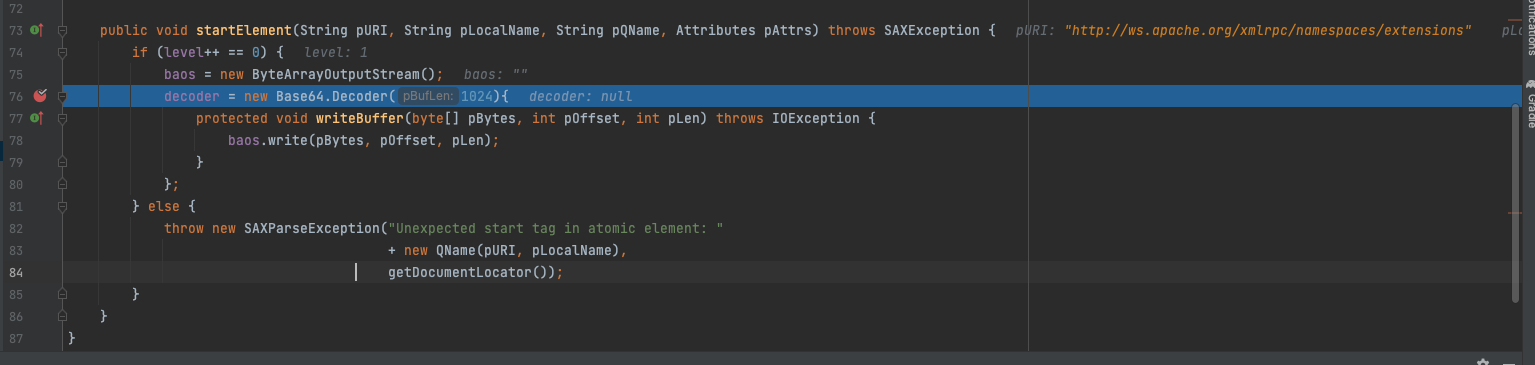 72
73 public void startElement(String pURI, String pLocalName, String pQName, Attributes pAttrs) throws SAXException { pURI: "http://ws.apache.org/xmlrpc/namespaces/extensions"
74 if (level++ == 0) { level: 1
75 baos = new ByteArrayOutputStream(); baos: ""
76 decoder = new Base64.Decoder( pBufLen: 1024){ decoder: null
77 protected void writeBuffer(byte[] pBytes, int pOffset, int pLen) throws IOException {
78 baos.write(pBytes, pOffset, pLen);
79 }
80 };
81 } else {
82 throw new SAXParseException("Unexpected start tag in atomic element: "
83 + new QName(pURI, pLocalName),
84 getDocumentLocator());
85 }
86 }
87 }
Gradle